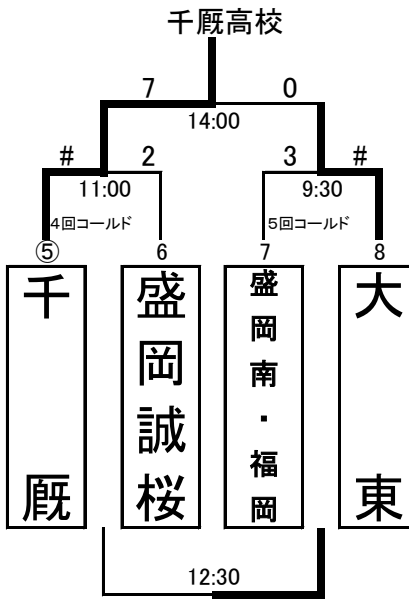 千厩高校
7 0
14:00
# 2 3 #
11:00 9:30
4回コールド 5回コールド
⑤ 6 7 8
千厩
盛岡誠桜
盛岡南・福岡
大東
12:30